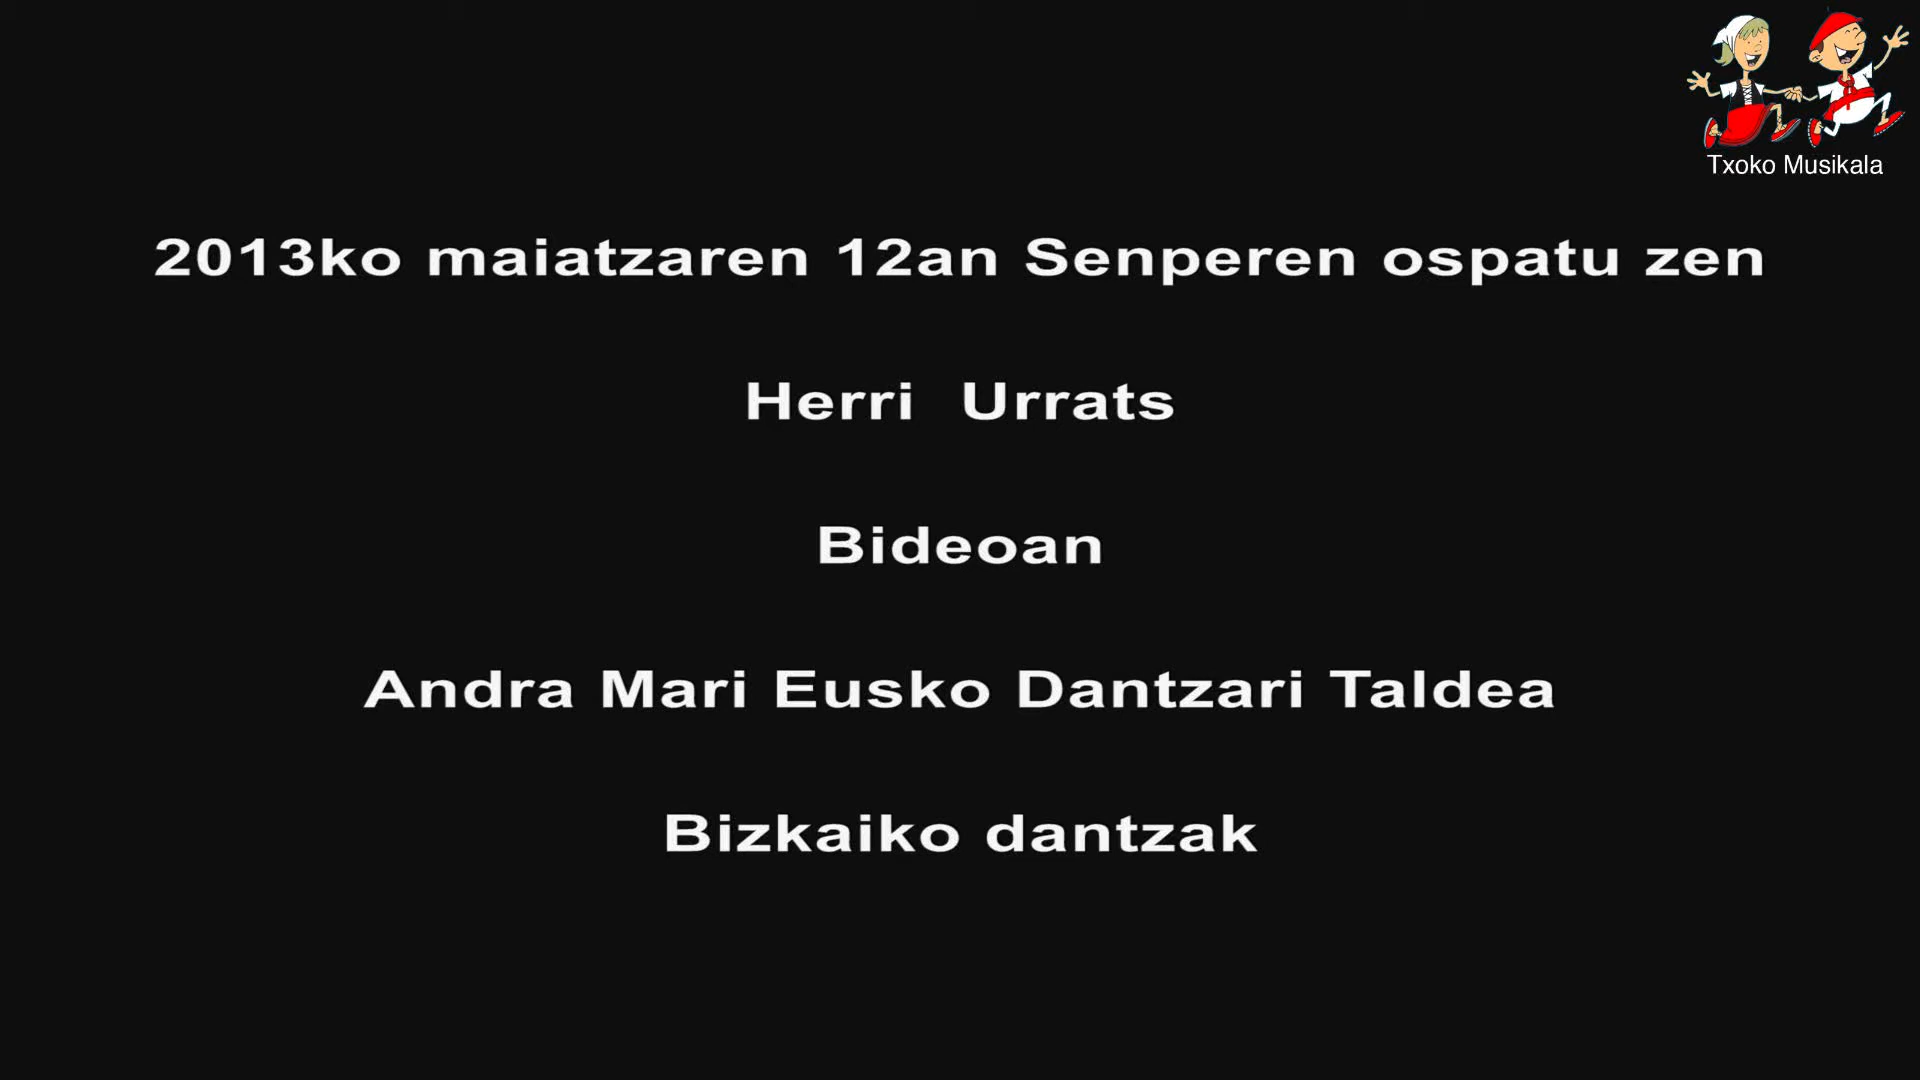 Txoko Musikala
2013ko maiatzaren 12an Senperen ospatu zen
Herri Urrats
Bideoan
Andra Mari Eusko Dantzari Taldea
Bizkaiko dantzak